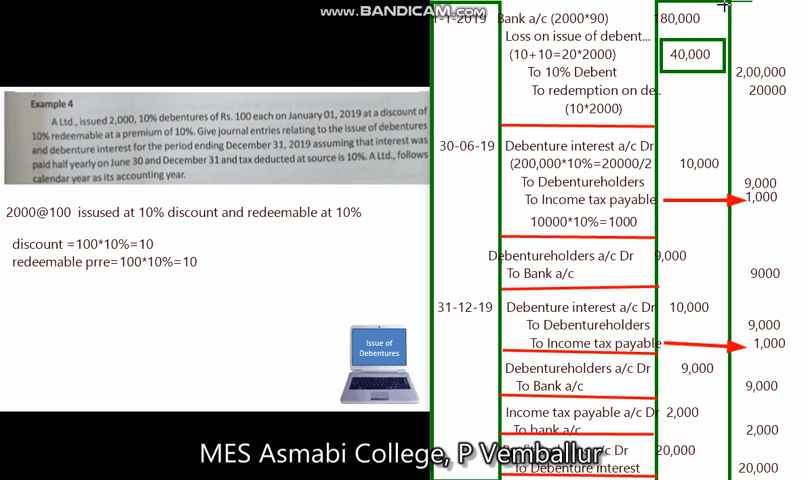 www.BANDICAM.com
Example 4
A Ltd., issued 2,000, 10% debentures of Rs. 100 each on January 01, 2019 at a discount of
10% redeemable at a premium of 10%. Give journal entries relating to the issue of debentures
and debenture interest for the period ending December 31, 2019 assuming that interest was
paid half yearly on June 30 and December 31 and tax deducted at source is 10%. A Ltd., follows
calendar year as its accounting year.
2000@100 issused at 10% discount and redeemable at 10%
discount =100*10%=10
redeemable prre=100*10%=10
Issue of
Debentures
1-1-2019 Bank a/c (2000*90) 180,000
Loss on issue of debent...
(10+10=20*2000) 40,000
To 10% Debent 2,00,000
To redemption on de.. 20000
(10*2000)
30-06-19 Debenture interest a/c Dr
(200,000*10%=20000/2 10,000
To Debentureholders 9,000
To Income tax payable 1,000
10000*10%=1000
Debentureholders a/c Dr 9,000
To Bank a/c 9000
31-12-19 Debenture interest a/c Dr 10,000
To Debentureholders 9,000
To Income tax payable 1,000
Debentureholders a/c Dr 9,000
To Bank a/c 9,000
Income tax payable a/c Dr 2,000
To bank a/c 2,000
a/c Dr 20,000
To Debenture interest 20,000
MES Asmabi College, P Vemballur